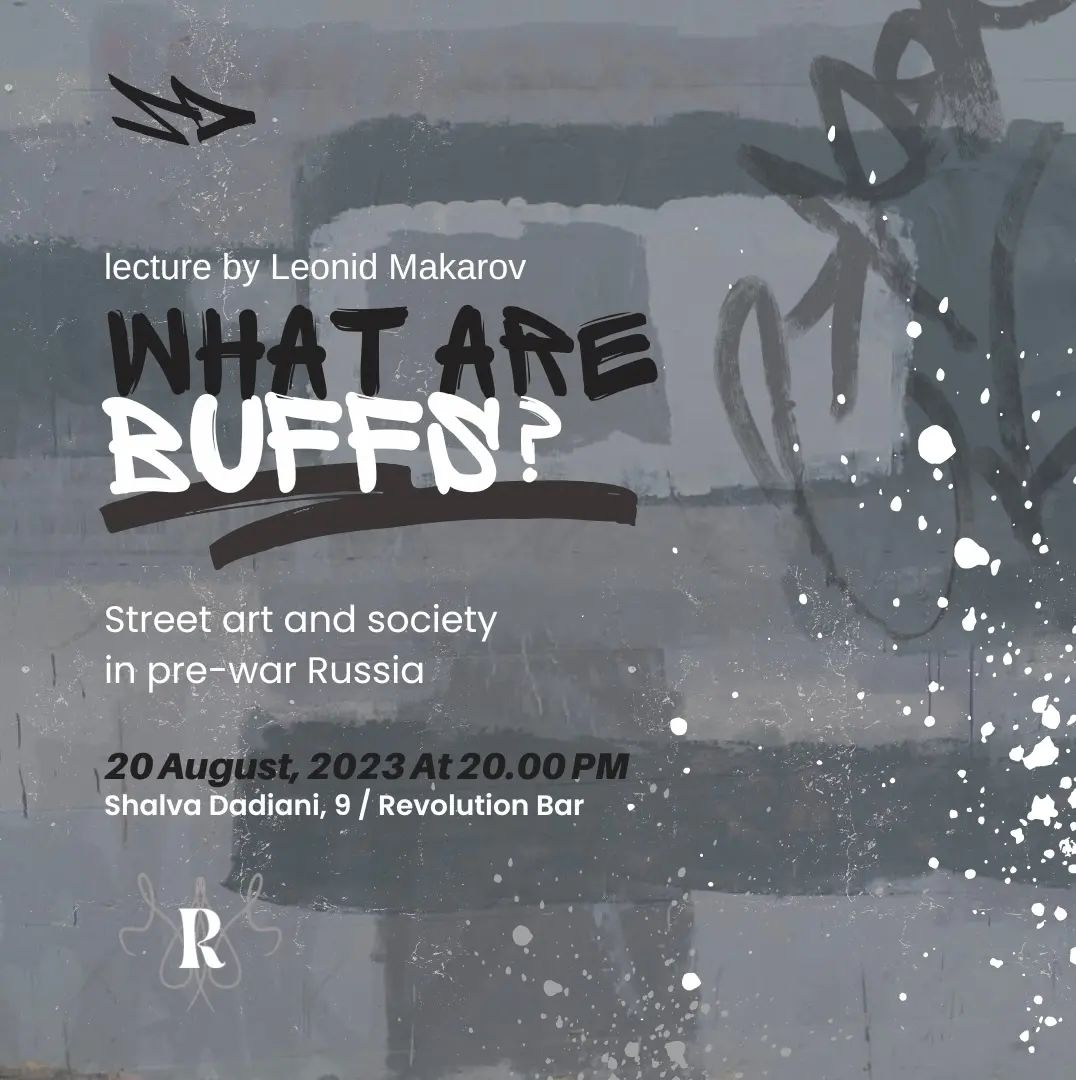 lecture by Leonid Makarov
WHAT ARE
BUFFS?
Street art and society
in pre-war Russia
20 August, 2023 At 20.00 PM
Shalva Dadiani, 9 / Revolution Bar
R